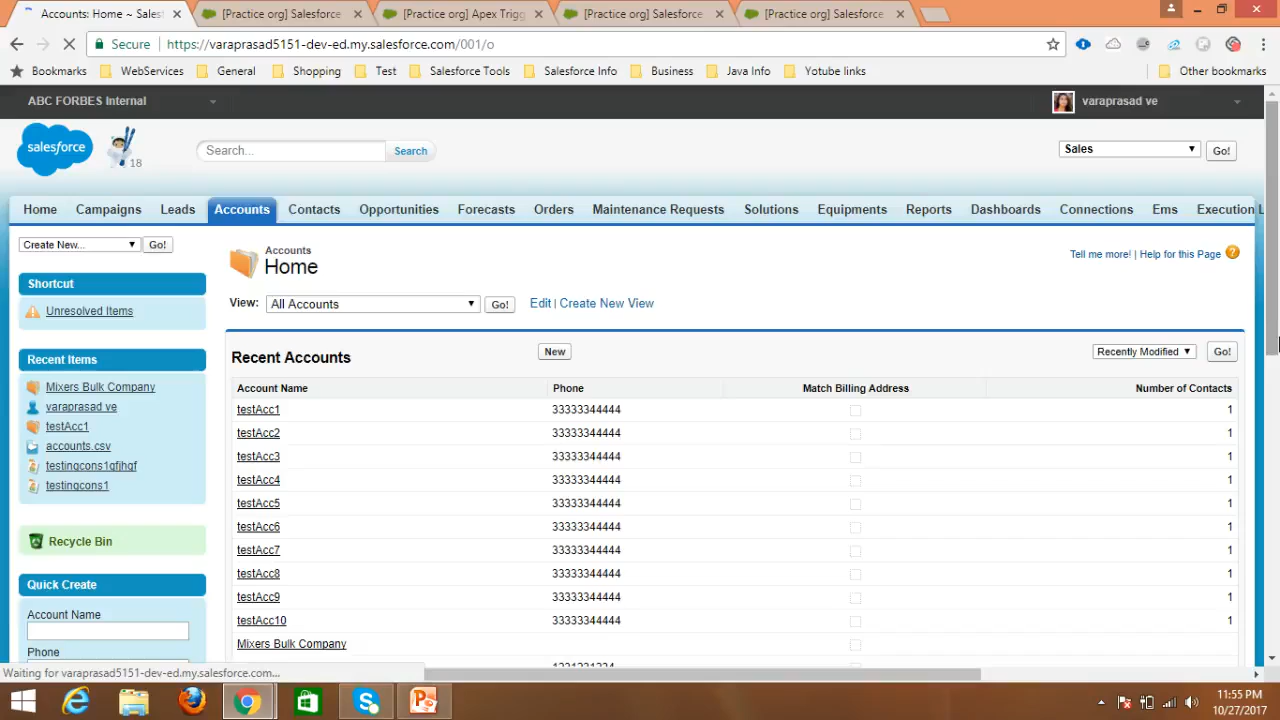 Accounts: Home ~ Salest
[Practice org] Salesforce
[Practice org] Apex Trigg
[Practice org] Salesforce
[Practice org] Salesforce
Secure https://varaprasad5151-dev-ed.my.salesforce.com/001/o
Bookmarks WebServices General Shopping Test Salesforce Tools Salesforce Info Business Java Info Yotube links Other bookmarks
ABC FORBES Internal varaprasad ve
salesforce 18 Search... Search Sales Go!
Home Campaigns Leads Accounts Contacts Opportunities Forecasts Orders Maintenance Requests Solutions Equipments Reports Dashboards Connections Ems Execution L
Create New... Go!
Accounts
Home
Tell me more! | Help for this Page
View: All Accounts Go! Edit | Create New View
Shortcut
Unresolved Items
Recent Items
Mixers Bulk Company
varaprasad ve
testAcc1
accounts.csv
testingcons1gfjhgf
testingcons1
Recycle Bin
Quick Create
Account Name
Phone
Recent Accounts New Recently Modified Go!
Account Name Phone Match Billing Address Number of Contacts
testAcc1 33333344444 1
testAcc2 33333344444 1
testAcc3 33333344444 1
testAcc4 33333344444 1
testAcc5 33333344444 1
testAcc6 33333344444 1
testAcc7 33333344444 1
testAcc8 33333344444 1
testAcc9 33333344444 1
testAcc10 33333344444 1
Mixers Bulk Company
Waiting for varaprasad5151-dev-ed.my.salesforce.com...
11:55 PM
10/27/2017